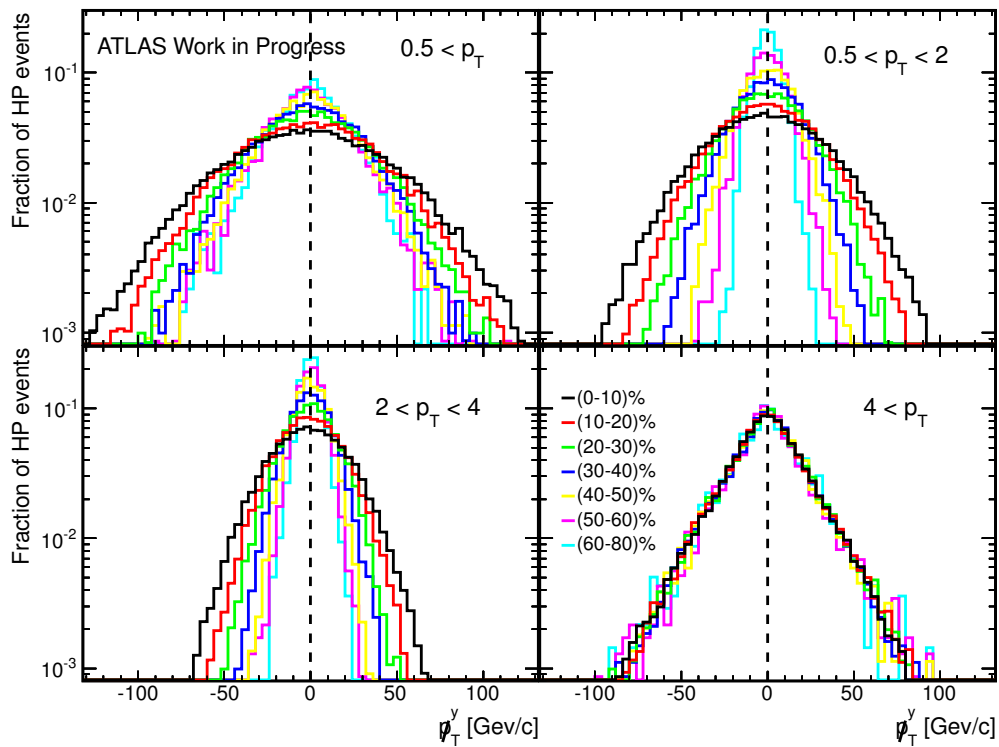 ATLAS Work in Progress
0.5 < p_T
0.5 < p_T < 2
Fraction of HP events
10^-1
10^-2
10^-3
2 < p_T < 4
4 < p_T
Fraction of HP events
10^-1
10^-2
10^-3
(0-10)%
(10-20)%
(20-30)%
(30-40)%
(40-50)%
(50-60)%
(60-80)%
-100 -50 0 50 100
-100 -50 0 50 100
p̸_T^y [Gev/c]
p̸_T^y [Gev/c]